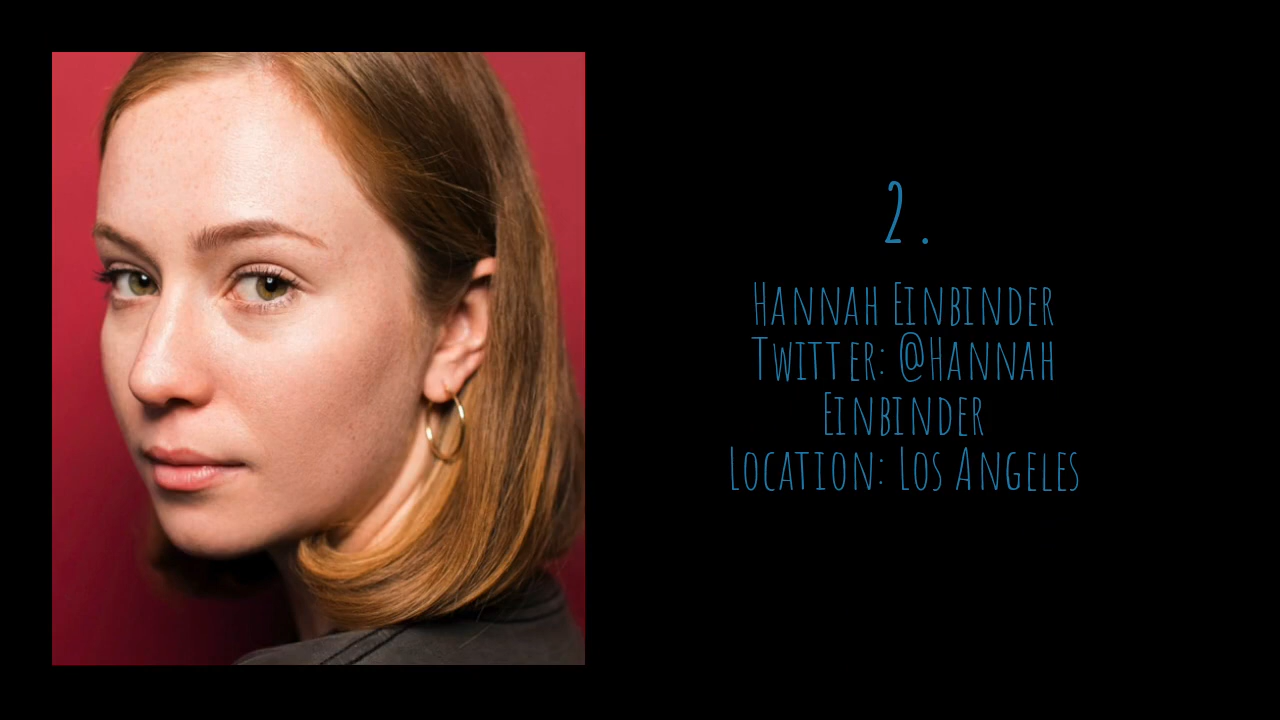 2.
Hannah Einbinder
Twitter: @Hannah
Einbinder
Location: Los Angeles